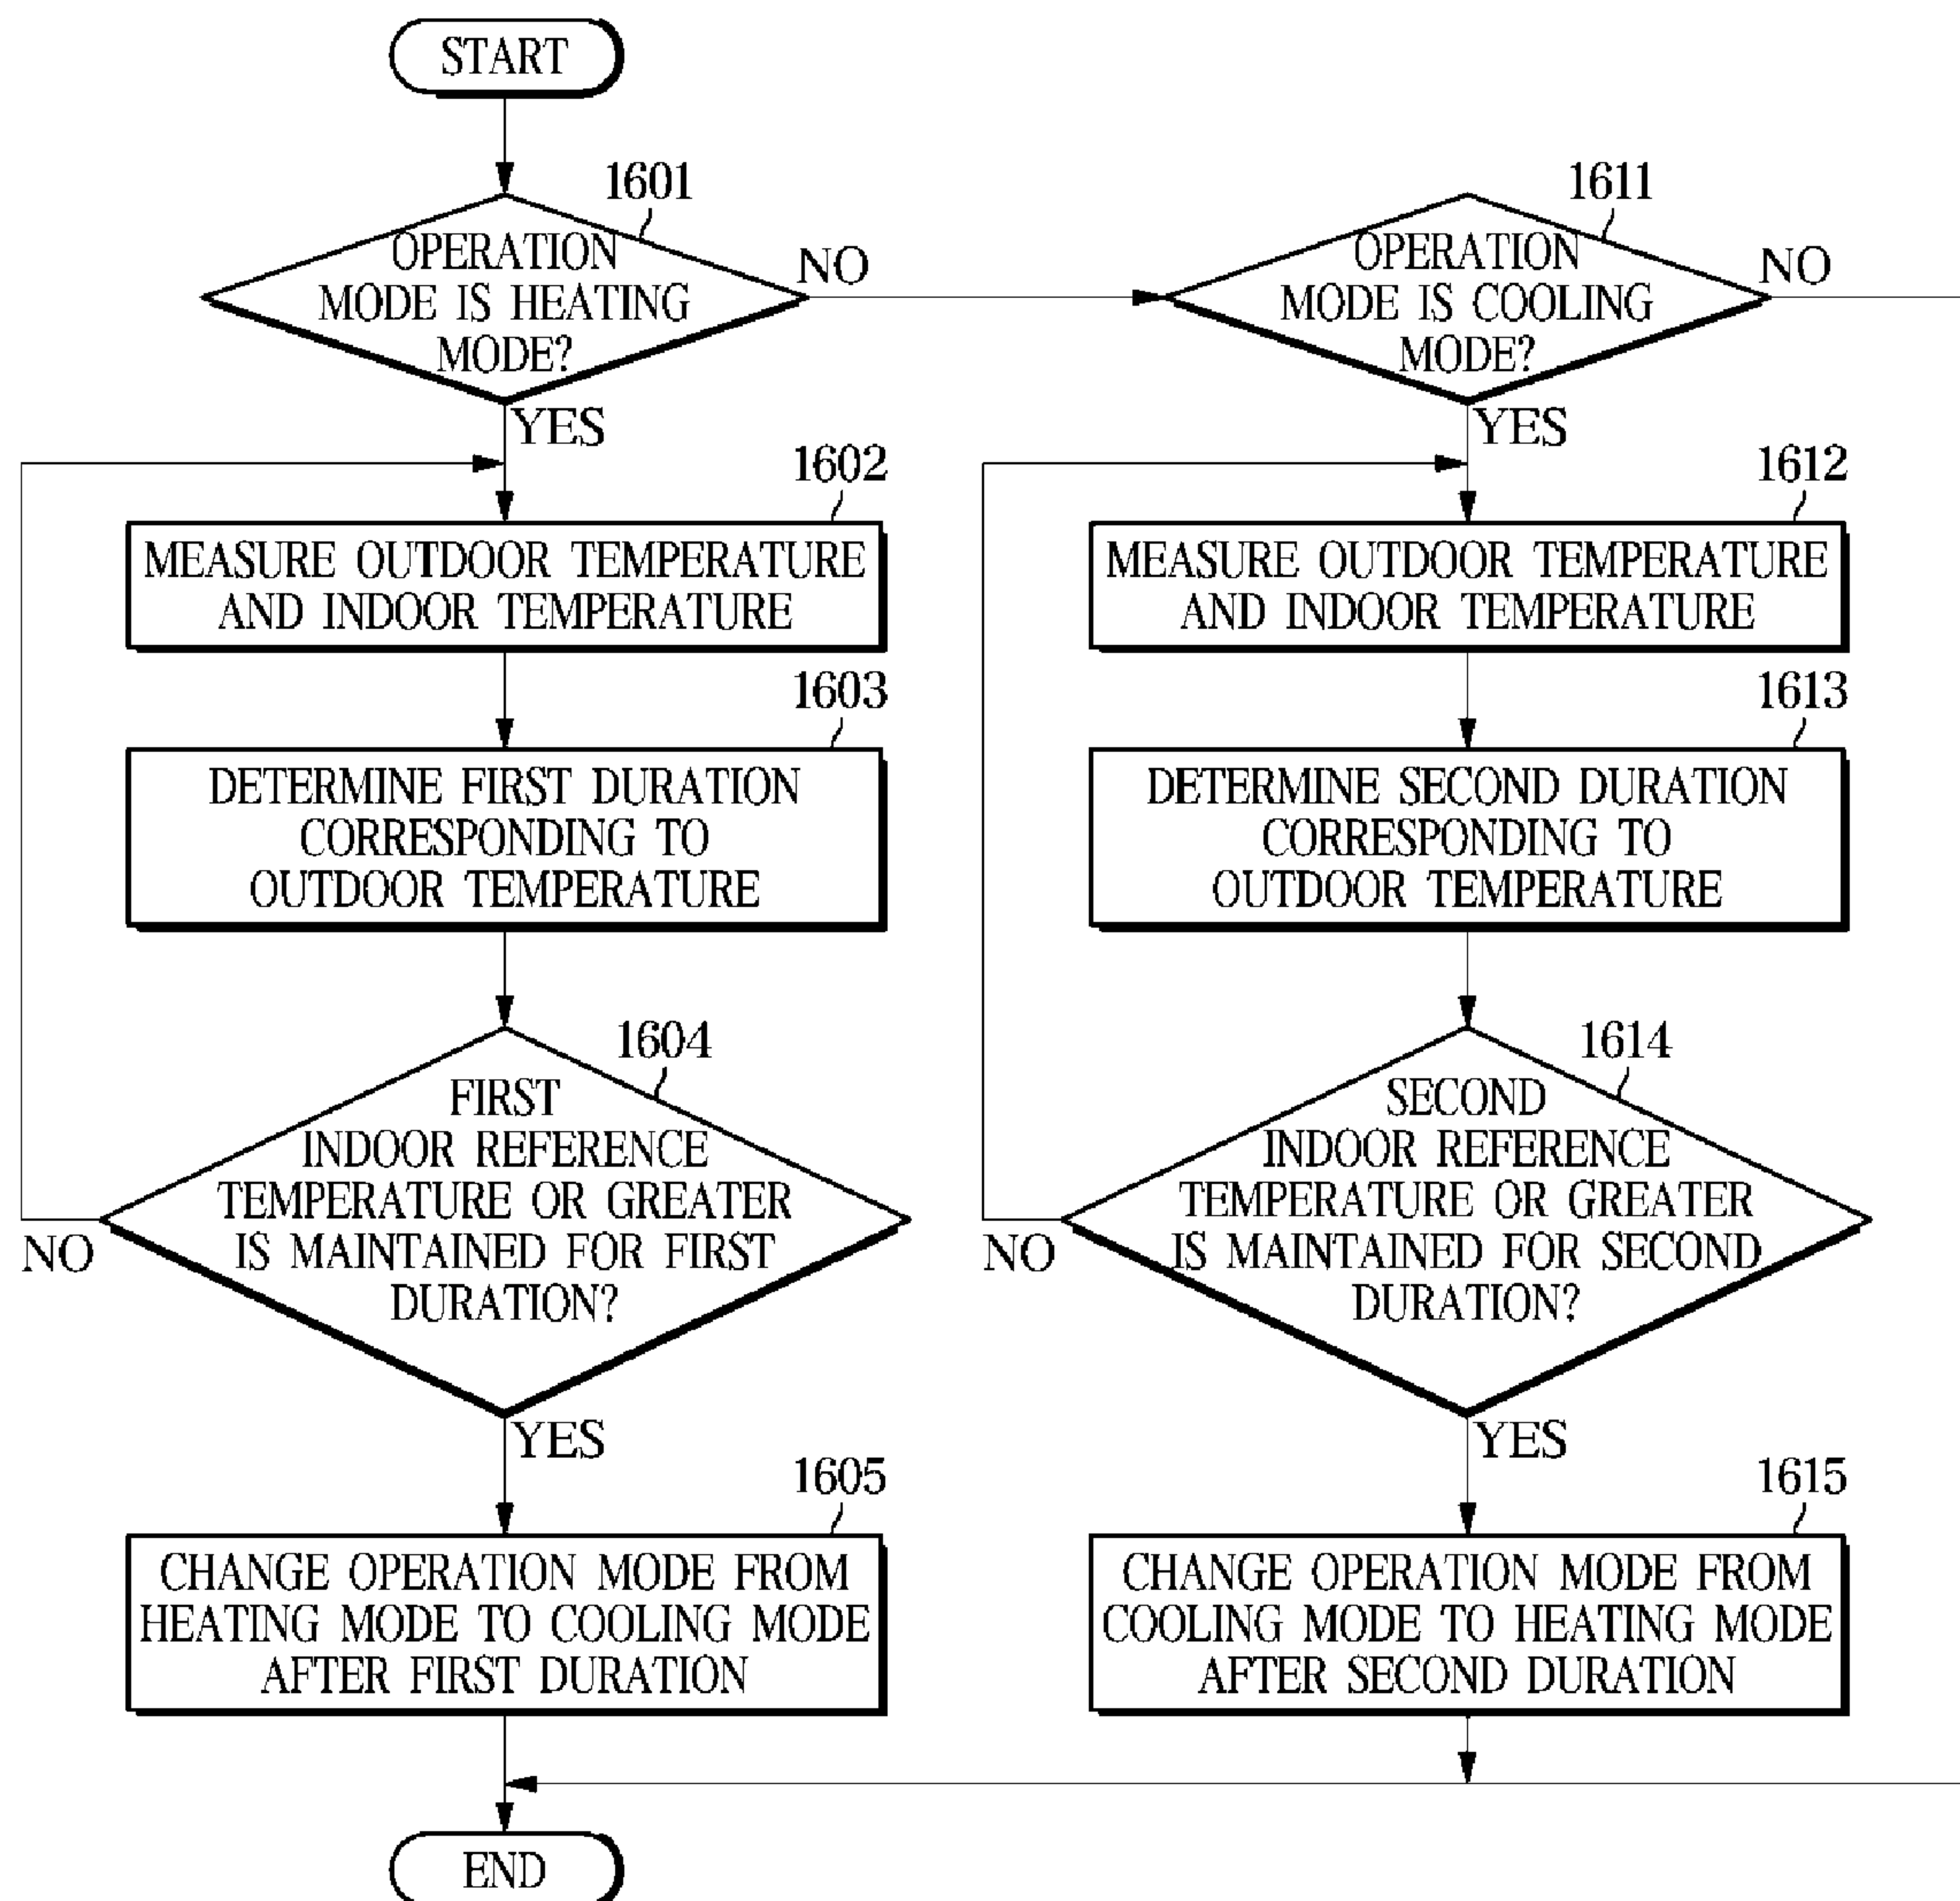 START
1601
OPERATION
MODE IS HEATING
MODE?
NO
YES
1602
MEASURE OUTDOOR TEMPERATURE
AND INDOOR TEMPERATURE
1603
DETERMINE FIRST DURATION
CORRESPONDING TO
OUTDOOR TEMPERATURE
1604
FIRST
INDOOR REFERENCE
TEMPERATURE OR GREATER
IS MAINTAINED FOR FIRST
DURATION?
NO
YES
1605
CHANGE OPERATION MODE FROM
HEATING MODE TO COOLING MODE
AFTER FIRST DURATION
1611
OPERATION
MODE IS COOLING
MODE?
NO
YES
1612
MEASURE OUTDOOR TEMPERATURE
AND INDOOR TEMPERATURE
1613
DETERMINE SECOND DURATION
CORRESPONDING TO
OUTDOOR TEMPERATURE
1614
SECOND
INDOOR REFERENCE
TEMPERATURE OR GREATER
IS MAINTAINED FOR SECOND
DURATION?
NO
YES
1615
CHANGE OPERATION MODE FROM
COOLING MODE TO HEATING MODE
AFTER SECOND DURATION
END